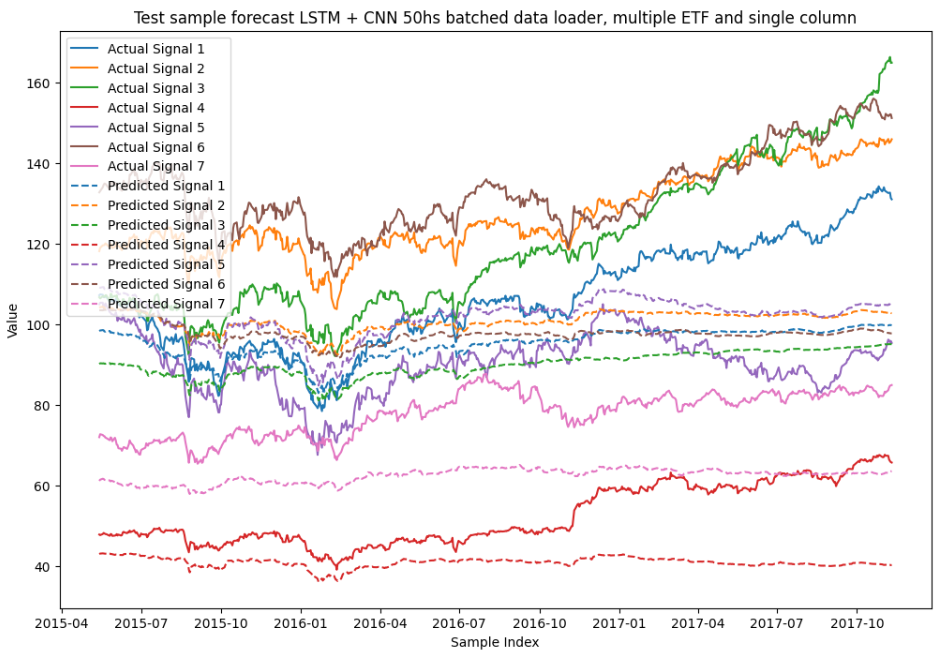 Test sample forecast LSTM + CNN 50hs batched data loader, multiple ETF and single column
Actual Signal 1
Actual Signal 2
Actual Signal 3
Actual Signal 4
Actual Signal 5
Actual Signal 6
Actual Signal 7
Predicted Signal 1
Predicted Signal 2
Predicted Signal 3
Predicted Signal 4
Predicted Signal 5
Predicted Signal 6
Predicted Signal 7
Value
160
140
120
100
80
60
40
2015-04 2015-07 2015-10 2016-01 2016-04 2016-07 2016-10 2017-01 2017-04 2017-07 2017-10
Sample Index